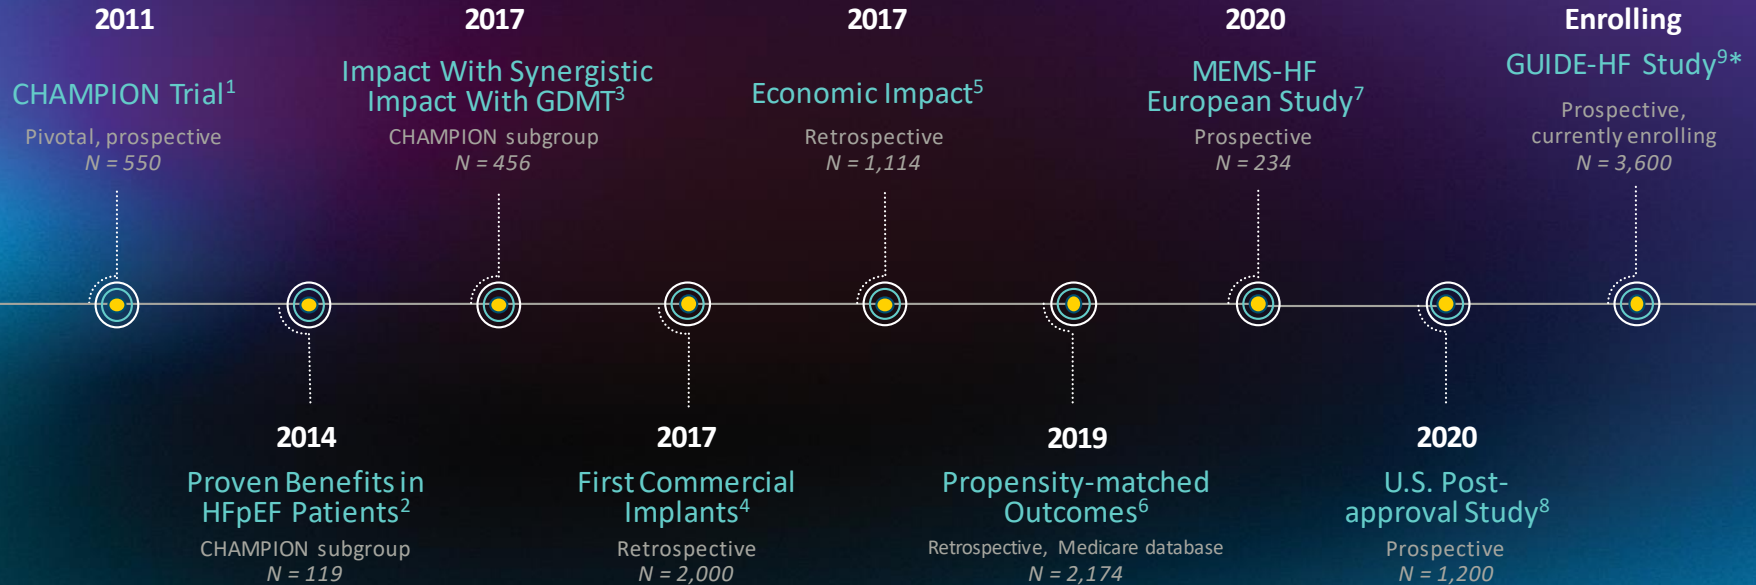 2011
CHAMPION Trial1
Pivotal, prospective
N = 550
2014
Proven Benefits in
HFpEF Patients2
CHAMPION subgroup
N = 119
2017
Impact With Synergistic
Impact With GDMT3
CHAMPION subgroup
N = 456
2017
First Commercial
Implants4
Retrospective
N = 2,000
2017
Economic Impact5
Retrospective
N = 1,114
2019
Propensity-matched
Outcomes6
Retrospective, Medicare database
N = 2,174
2020
MEMS-HF
European Study7
Prospective
N = 234
2020
U.S. Post-
approval Study8
Prospective
N = 1,200
Enrolling
GUIDE-HF Study9*
Prospective,
currently enrolling
N = 3,600